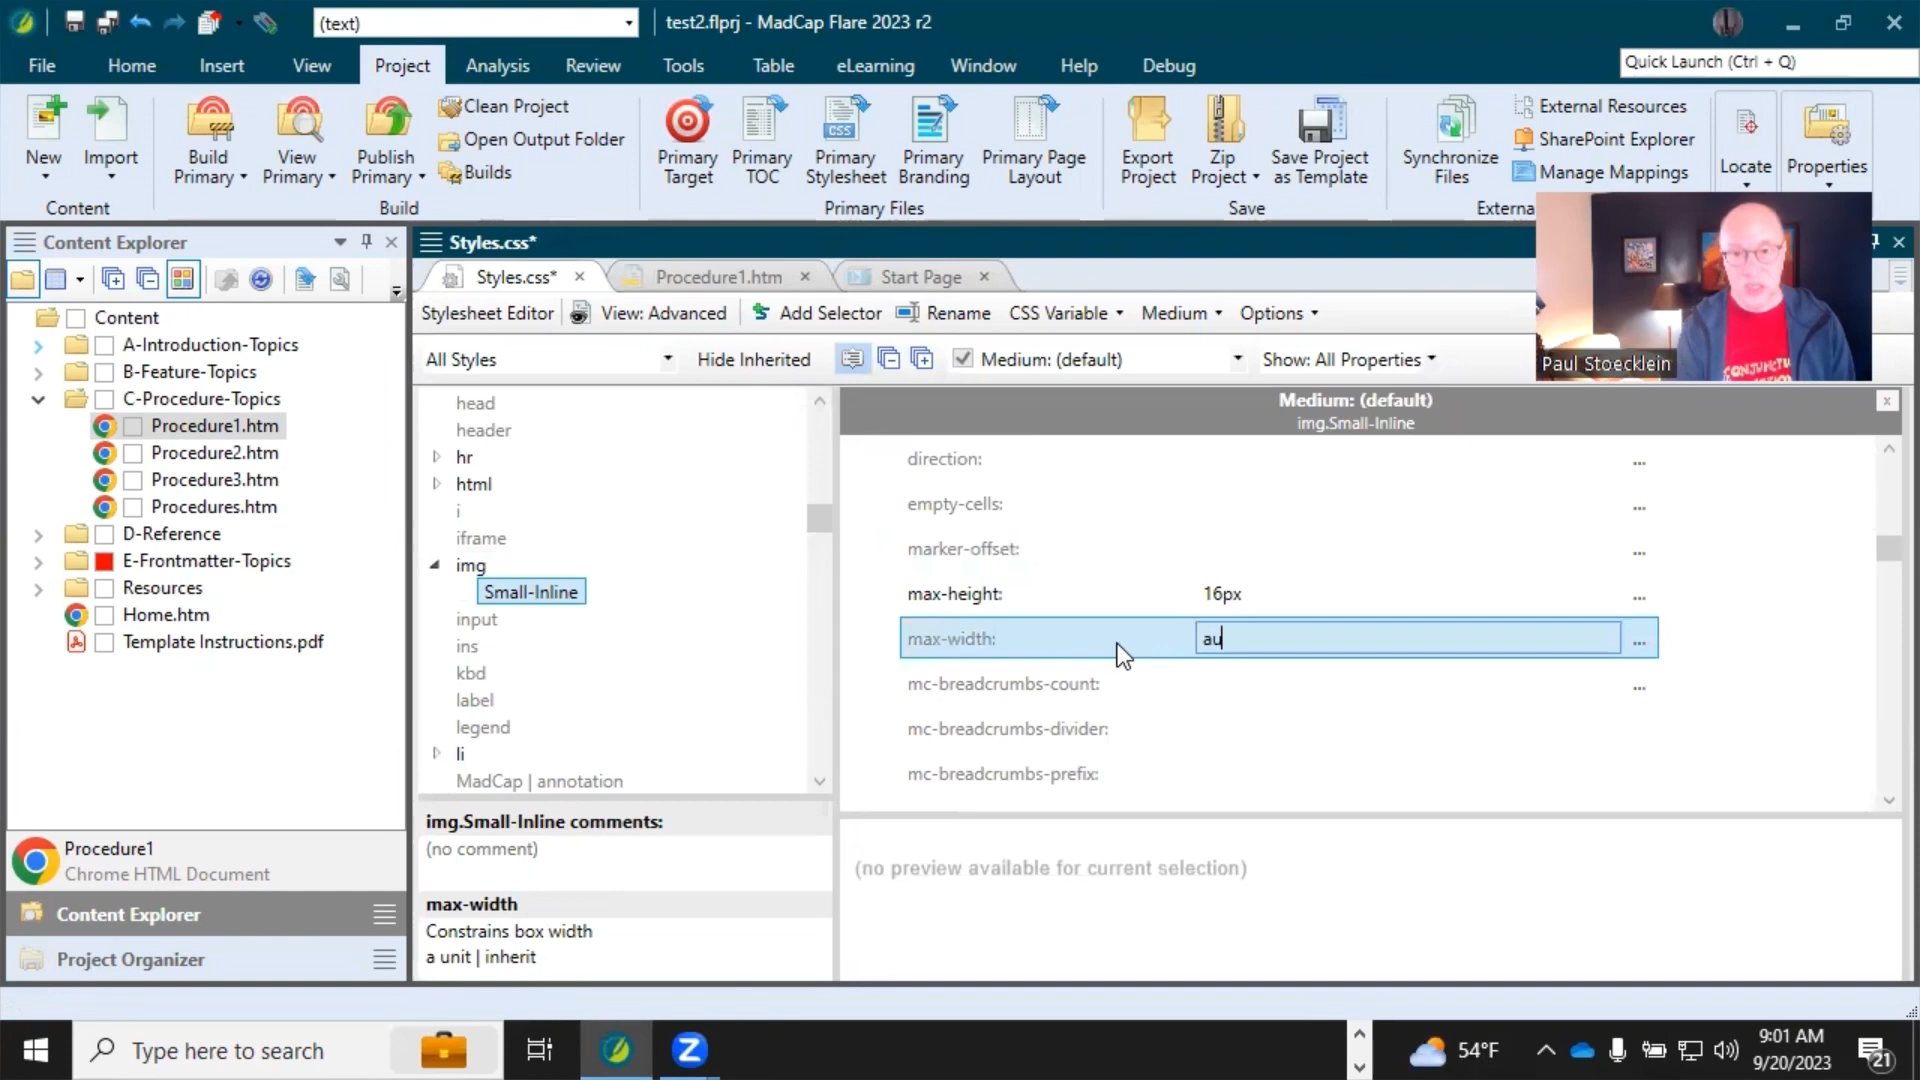 (text)
test2.flprj - MadCap Flare 2023 r2
File Home Insert View Project Analysis Review Tools Table eLearning Window Help Debug
Quick Launch (Ctrl + Q)
New
Import
Content
Build Primary
View Primary
Publish Primary
Clean Project
Open Output Folder
Builds
Build
Primary Target
Primary TOC
Primary Stylesheet
Primary Branding
Primary Page Layout
Primary Files
Export Project
Zip Project
Save Project as Template
Save
Synchronize Files
External Resources
SharePoint Explorer
Manage Mappings
Externa
Locate
Properties
Content Explorer
Content
A-Introduction-Topics
B-Feature-Topics
C-Procedure-Topics
Procedure1.htm
Procedure2.htm
Procedure3.htm
Procedures.htm
D-Reference
E-Frontmatter-Topics
Resources
Home.htm
Template Instructions.pdf
Procedure1
Chrome HTML Document
Content Explorer
Project Organizer
Styles.css*
Styles.css* Procedure1.htm Start Page
Stylesheet Editor View: Advanced Add Selector Rename CSS Variable Medium Options
All Styles Hide Inherited Medium: (default) Show: All Properties
Paul Stoecklein
CONJUNCTU
head
header
hr
html
i
iframe
img
Small-Inline
input
ins
kbd
label
legend
li
MadCap | annotation
img.Small-Inline comments:
(no comment)
max-width
Constrains box width
a unit | inherit
Medium: (default)
img.Small-Inline
direction: ...
empty-cells: ...
marker-offset: ...
max-height: 16px ...
max-width: au ...
mc-breadcrumbs-count: ...
mc-breadcrumbs-divider:
mc-breadcrumbs-prefix:
(no preview available for current selection)
Type here to search
54°F
9:01 AM
9/20/2023
21